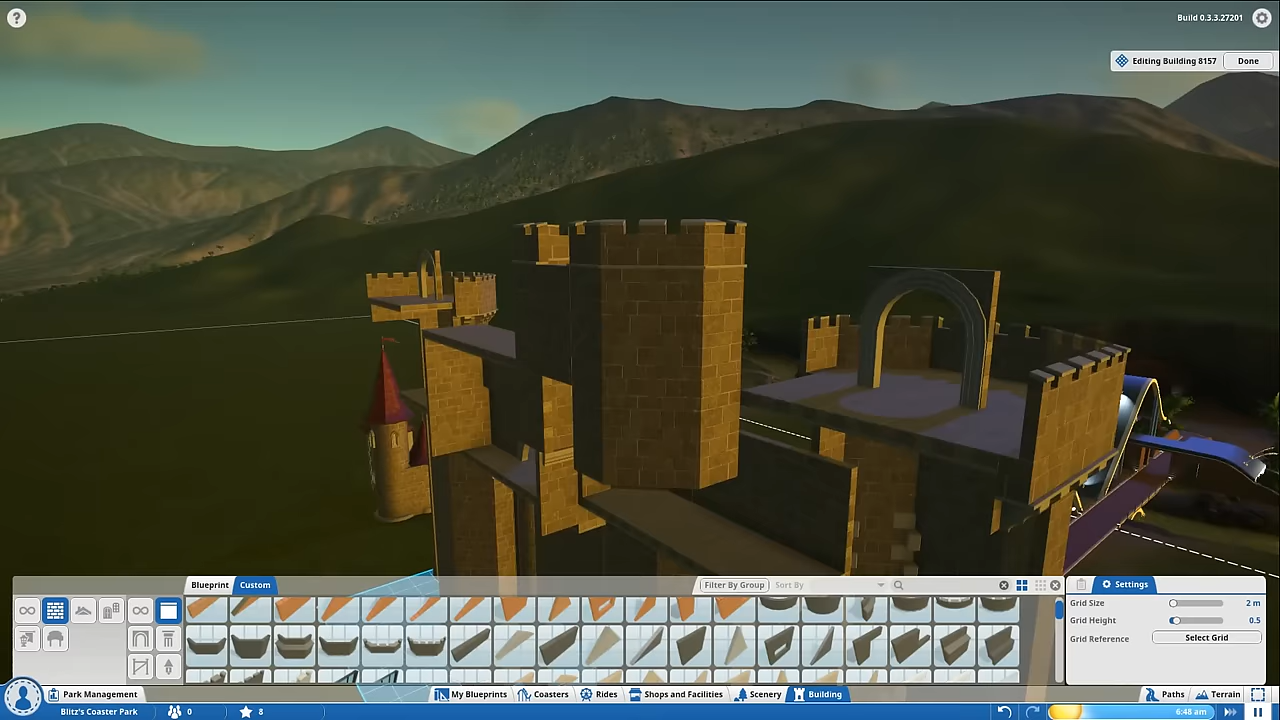 ?
Build 0.3.3.27201
Editing Building 8157
Done
Blueprint
Custom
Filter By Group
Sort By
Settings
Grid Size
2 m
Grid Height
0.5
Grid Reference
Select Grid
Park Management
My Blueprints
Coasters
Rides
Shops and Facilities
Scenery
Building
Paths
Terrain
Blitz's Coaster Park
0
8
6:48 am